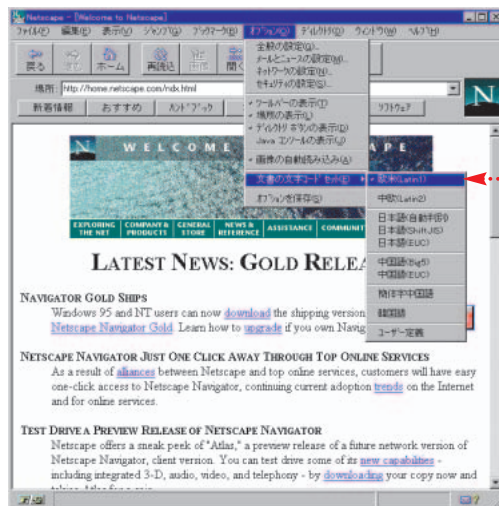 Netscape - [Welcome to Netscape]
ファイル(F) 編集(E) 表示(V) ジャンプ(G) ブックマーク(B) オプション(O) ディレクトリ(D) ウィンドウ(W) ヘルプ(H)
戻る ホーム 再読込 開く
場所: http://home.netscape.com/ndx.html
新着情報 おすすめ ハンドブック ソフトウェア
全般の設定(G)...
メールとニュースの設定(M)...
ネットワークの設定(N)...
セキュリティの設定(S)...
ツールバーの表示(T)
場所の表示(L)
ディレクトリ ボタンの表示(D)
Java コンソールの表示(J)
画像の自動読み込み(A)
文書の文字コード セット(E)
オプションを保存(S)
欧米(Latin1)
中欧(Latin2)
日本語(自動判別)
日本語(Shift JIS)
日本語(EUC)
中国語(Big5)
中国語(EUC)
簡体字中国語
韓国語
ユーザー定義
N WELCOME
APE
EXPLORING THE NET COMPANY & PRODUCTS GENERAL STORE NEWS & REFERENCE ASSISTANCE COMMUNIT
LATEST NEWS: GOLD RELEA
NAVIGATOR GOLD SHIPS
Windows 95 and NT users can now download the shipping version
Netscape Navigator Gold. Learn how to upgrade if you own Navig
NETSCAPE NAVIGATOR JUST ONE CLICK AWAY THROUGH TOP ONLINE SERVICES
As a result of alliances between Netscape and top online services, customers will have easy
one-click access to Netscape Navigator, continuing current adoption trends on the Internet
and for online services.
TEST DRIVE A PREVIEW RELEASE OF NETSCAPE NAVIGATOR
Netscape offers a sneak peek of "Atlas," a preview release of a future network version of
Netscape Navigator, client version. You can test drive some of its new capabilities -
including integrated 3-D, audio, video, and telephony - by downloading your copy now and